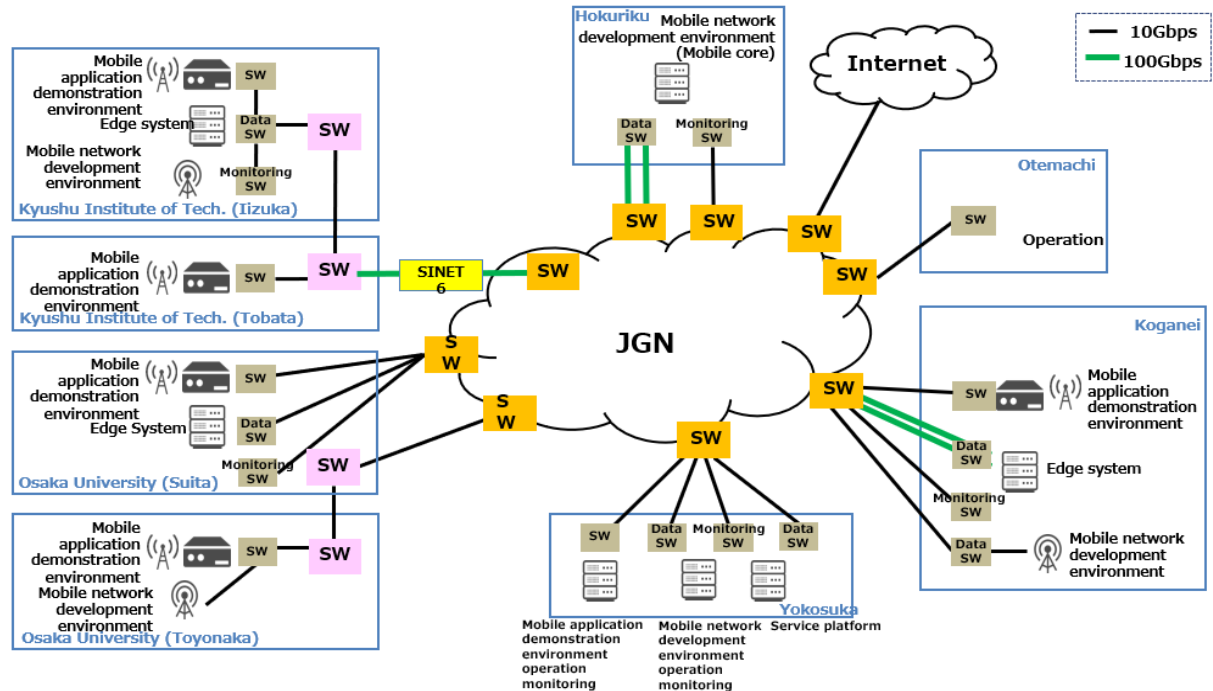 Mobile
application
demonstration
environment
SW
Edge system
Data
SW
SW
Mobile network
development
environment
Monitoring
SW
Kyushu Institute of Tech. (Iizuka)
Mobile
application
demonstration
environment
SW
SW
Kyushu Institute of Tech. (Tobata)
SINET
6
SW
Mobile
application
demonstration
environment
SW
Edge System
Data
SW
Monitoring
SW
SW
Osaka University (Suita)
Mobile
application
demonstration
environment
SW
SW
Mobile network
development
environment
Osaka University (Toyonaka)
Hokuriku
Mobile network
development environment
(Mobile core)
Data
SW
Monitoring
SW
SW
SW
Internet
10Gbps
100Gbps
SW
SW
Otemachi
SW
Operation
JGN
S
W
S
W
SW
SW
Koganei
SW
Mobile
application
demonstration
environment
Data
SW
Edge system
Monitoring
SW
Data
SW
Mobile network
development
environment
SW
Data
SW
Monitoring
SW
Data
SW
Yokosuka
Mobile application
demonstration
environment
operation
monitoring
Mobile network
development
environment
operation
monitoring
Service platform